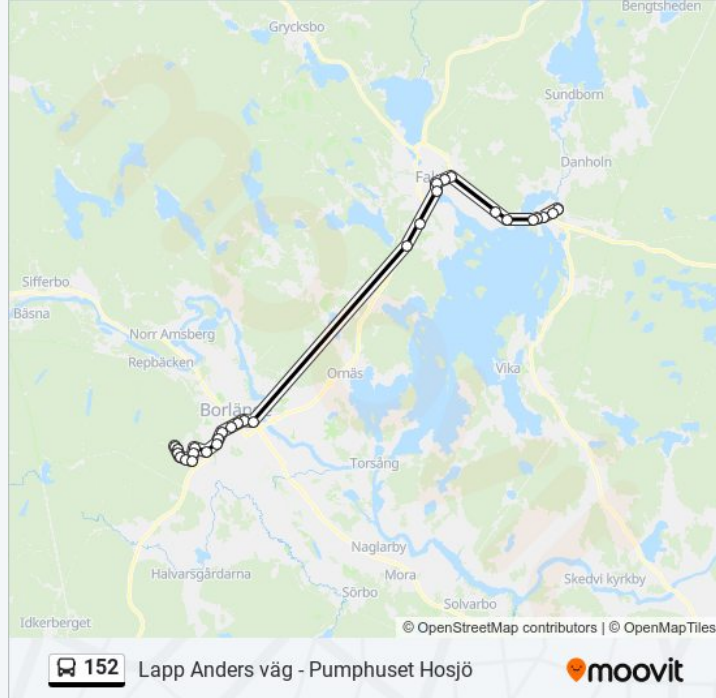 Bengtsheden
Grycksbo
Sundborn
Danholn
Fal
Sifferbo
Båsna
Norr Amsberg
Repbäcken
Ornäs
Vika
Borlänge
Torsång
Naglarby
Halvarsgårdarna
Mora
Skedvi kyrkby
Sörbo
Solvarbo
Idkerberget
© OpenStreetMap contributors | © OpenMapTiles
152 Lapp Anders väg - Pumphuset Hosjö
moovit